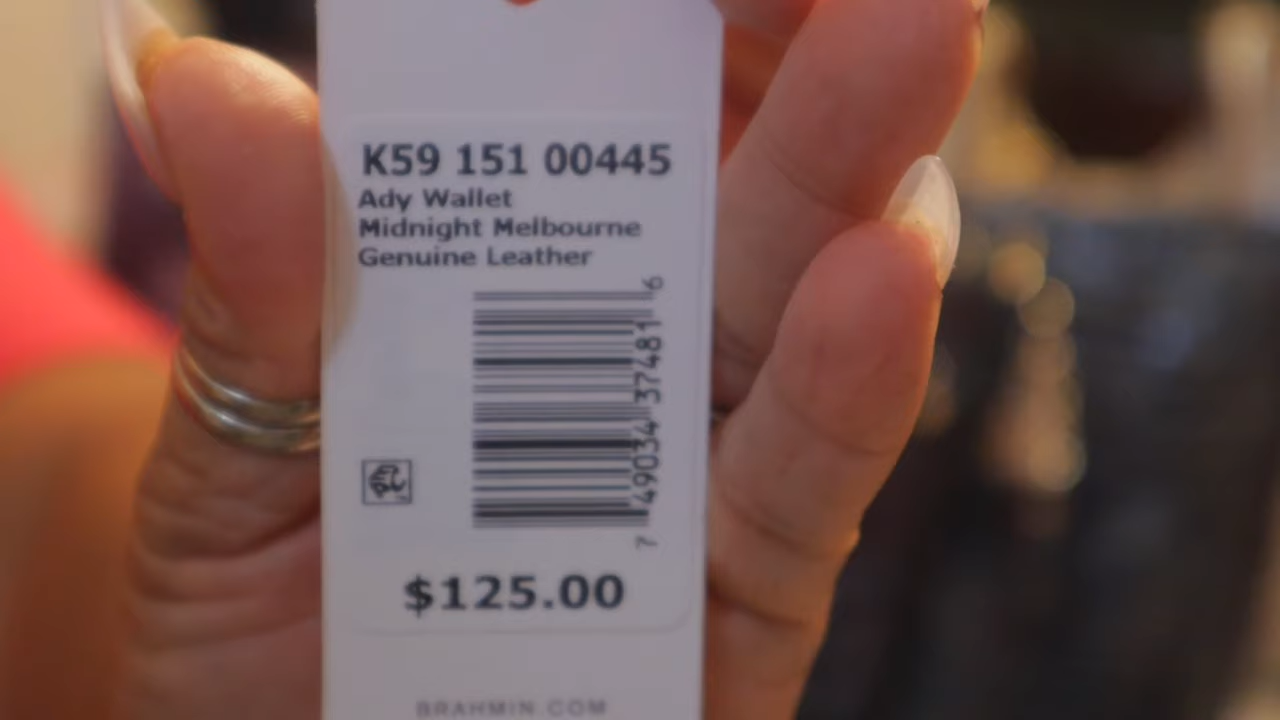 K59 151 00445
Ady Wallet
Midnight Melbourne
Genuine Leather
7 49034 37481 6
$125.00
BRAHMIN.COM